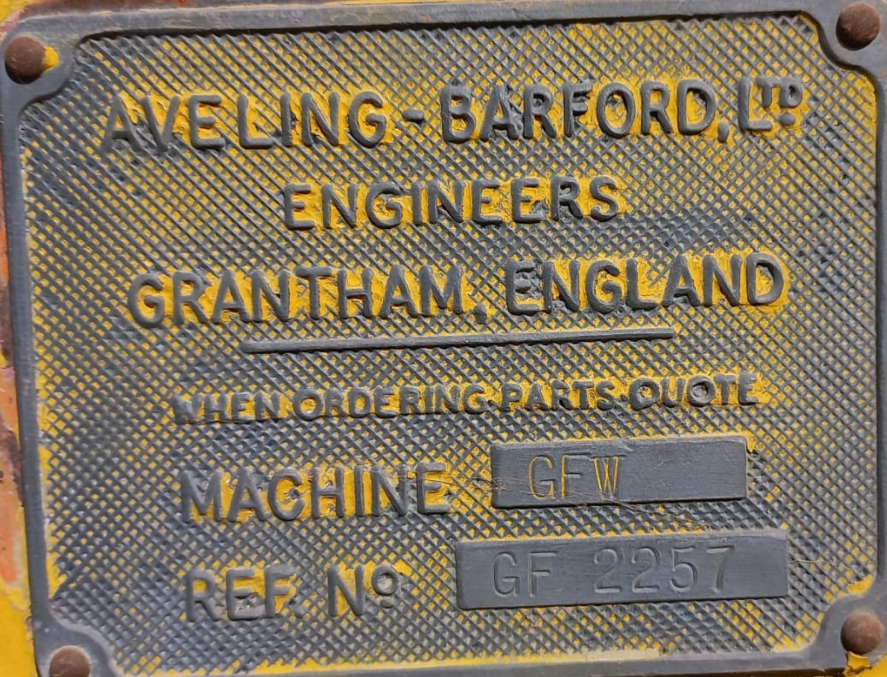 AVELING-BARFORD, LTD
ENGINEERS
GRANTHAM, ENGLAND
WHEN ORDERING PARTS QUOTE
MACHINE GFW
REF. No GF 2257